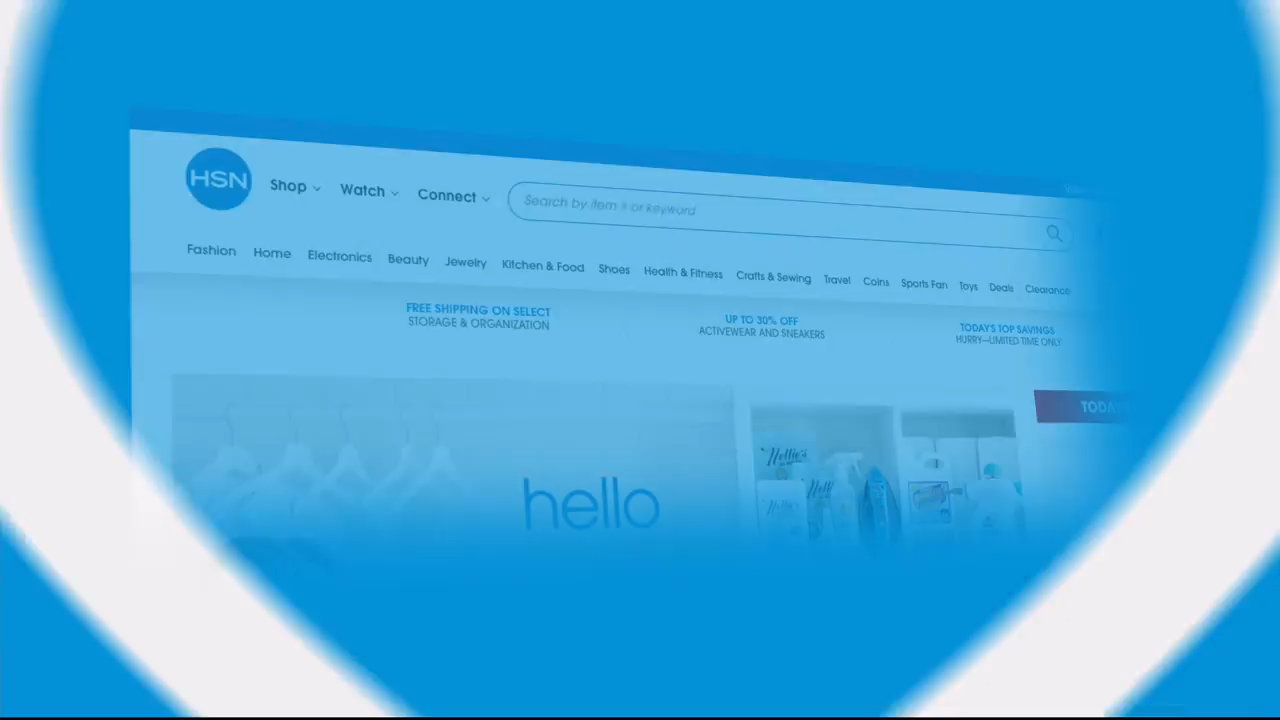 HSN
Shop
Watch
Connect
Search by item # or keyword
Fashion Home Electronics Beauty Jewelry Kitchen & Food Shoes Health & Fitness Crafts & Sewing Travel Coins Sports Fan Toys Deals Clearance
FREE SHIPPING ON SELECT
STORAGE & ORGANIZATION
UP TO 30% OFF
ACTIVEWEAR AND SNEAKERS
TODAY'S TOP SAVINGS
HURRY—LIMITED TIME ONLY
hello
Nellie's